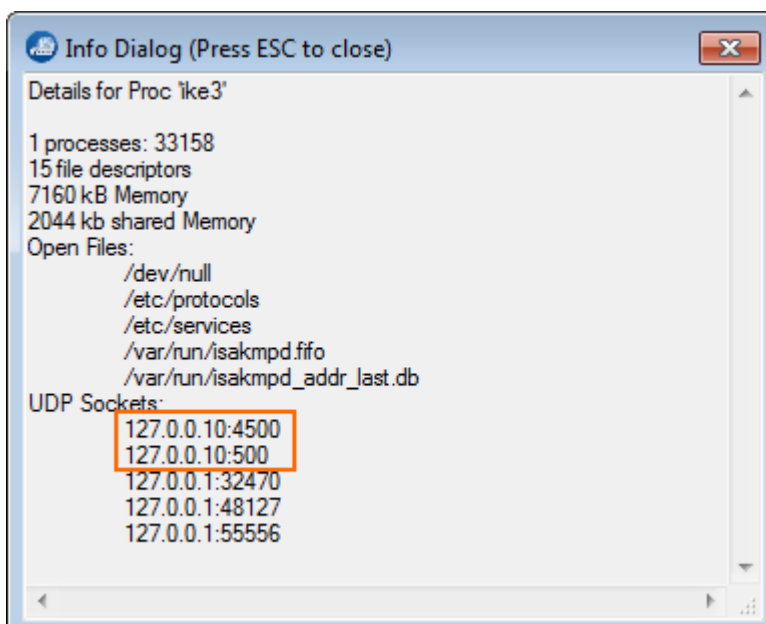 Info Dialog (Press ESC to close)
Details for Proc 'ike3'
1 processes: 33158
15 file descriptors
7160 kB Memory
2044 kb shared Memory
Open Files:
/dev/null
/etc/protocols
/etc/services
/var/run/isakmpd.fifo
/var/run/isakmpd_addr_last.db
UDP Sockets:
127.0.0.10:4500
127.0.0.10:500
127.0.0.1:32470
127.0.0.1:48127
127.0.0.1:55556